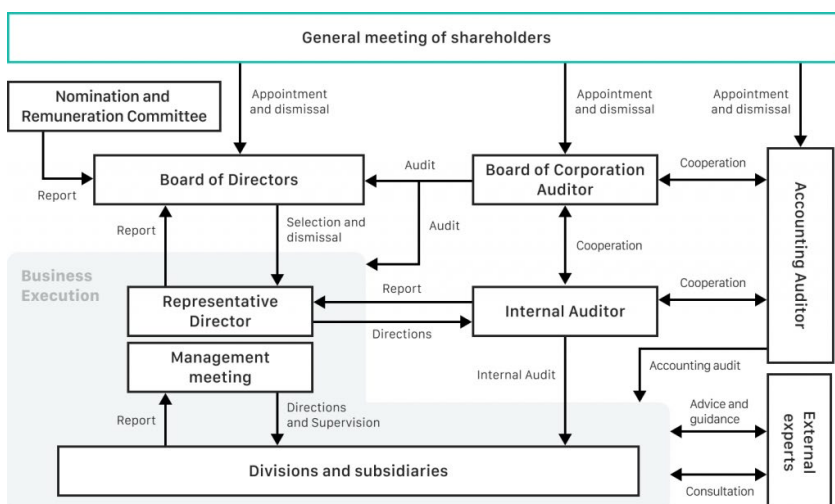 General meeting of shareholders
Nomination and
Remuneration Committee
Appointment
and dismissal
Appointment
and dismissal
Appointment
and dismissal
Report
Board of Directors
Audit
Board of Corporation
Auditor
Cooperation
Accounting Auditor
Report
Selection and
dismissal
Audit
Cooperation
Business
Execution
Representative
Director
Report
Directions
Internal Auditor
Cooperation
Management
meeting
Internal Audit
Accounting audit
Report
Directions
and Supervision
Advice and
guidance
External
experts
Divisions and subsidiaries
Consultation